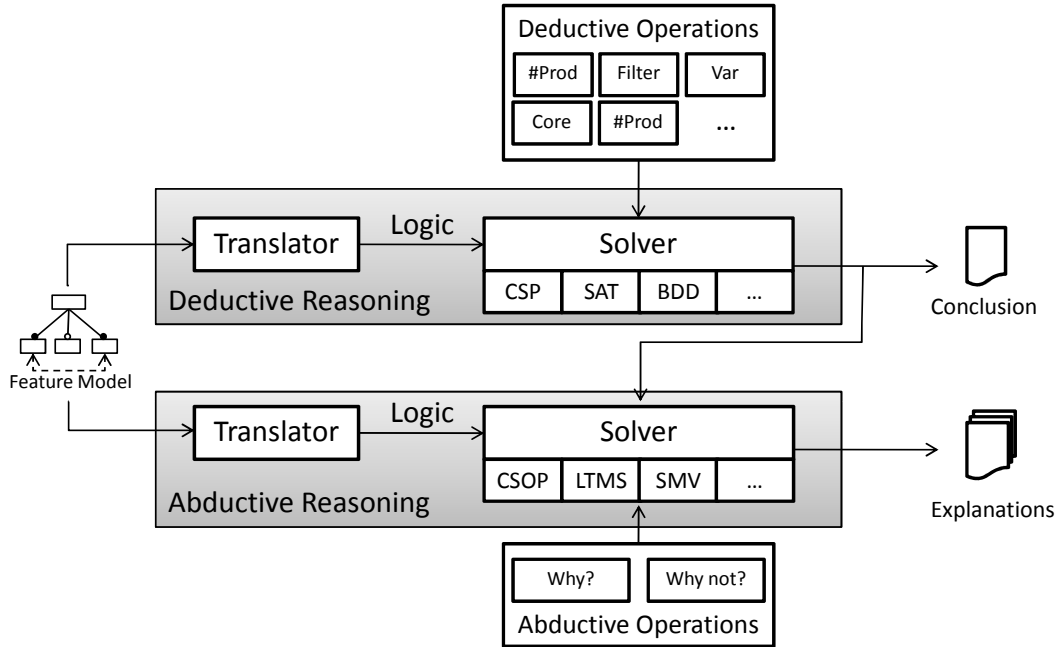 Deductive Operations
#Prod Filter Var
Core #Prod ...
Translator Logic Solver
CSP SAT BDD ...
Deductive Reasoning
Conclusion
Feature Model
Translator Logic Solver
CSOP LTMS SMV ...
Abductive Reasoning
Explanations
Why? Why not?
Abductive Operations